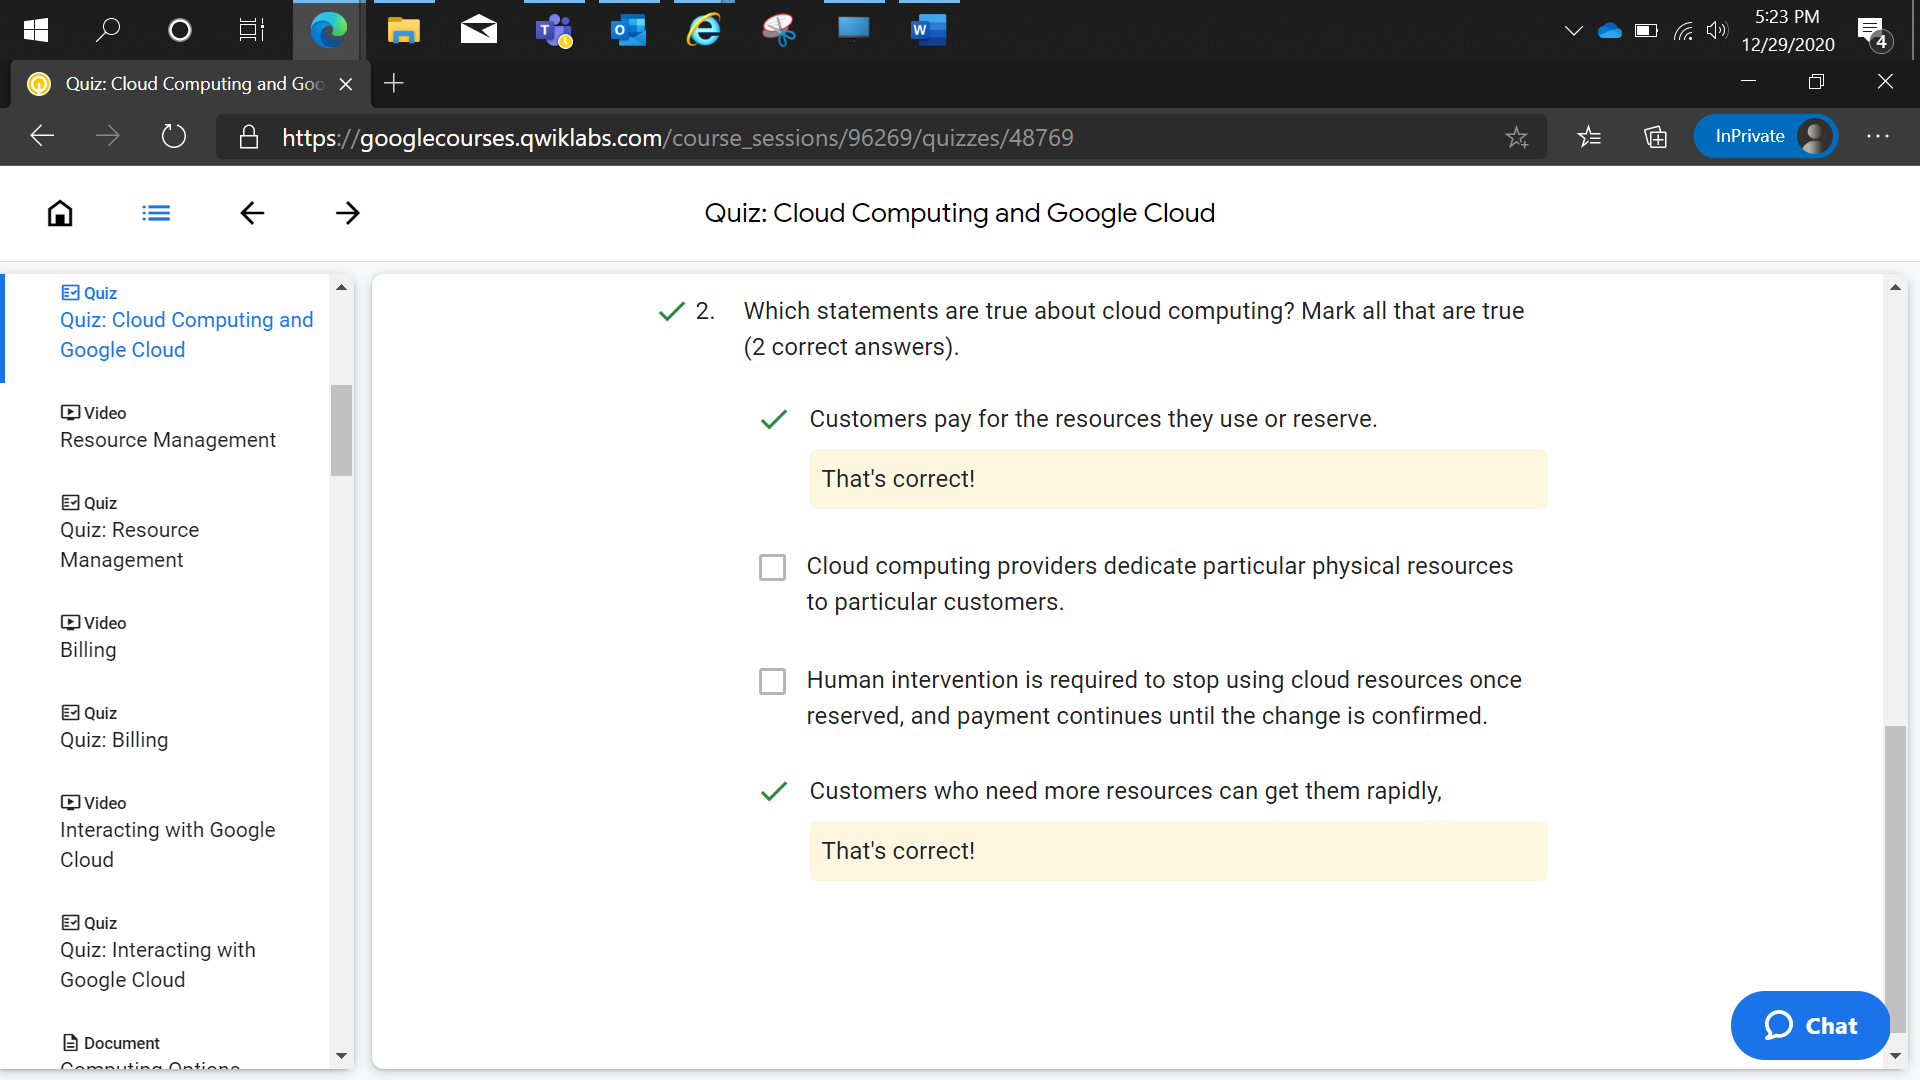 5:23 PM
12/29/2020
4
Quiz: Cloud Computing and Goo
https://googlecourses.qwiklabs.com/course_sessions/96269/quizzes/48769
InPrivate
Quiz: Cloud Computing and Google Cloud
Quiz
Quiz: Cloud Computing and
Google Cloud
Video
Resource Management
Quiz
Quiz: Resource
Management
Video
Billing
Quiz
Quiz: Billing
Video
Interacting with Google
Cloud
Quiz
Quiz: Interacting with
Google Cloud
Document
Computing Options
2. Which statements are true about cloud computing? Mark all that are true
(2 correct answers).
Customers pay for the resources they use or reserve.
That's correct!
Cloud computing providers dedicate particular physical resources
to particular customers.
Human intervention is required to stop using cloud resources once
reserved, and payment continues until the change is confirmed.
Customers who need more resources can get them rapidly,
That's correct!
Chat